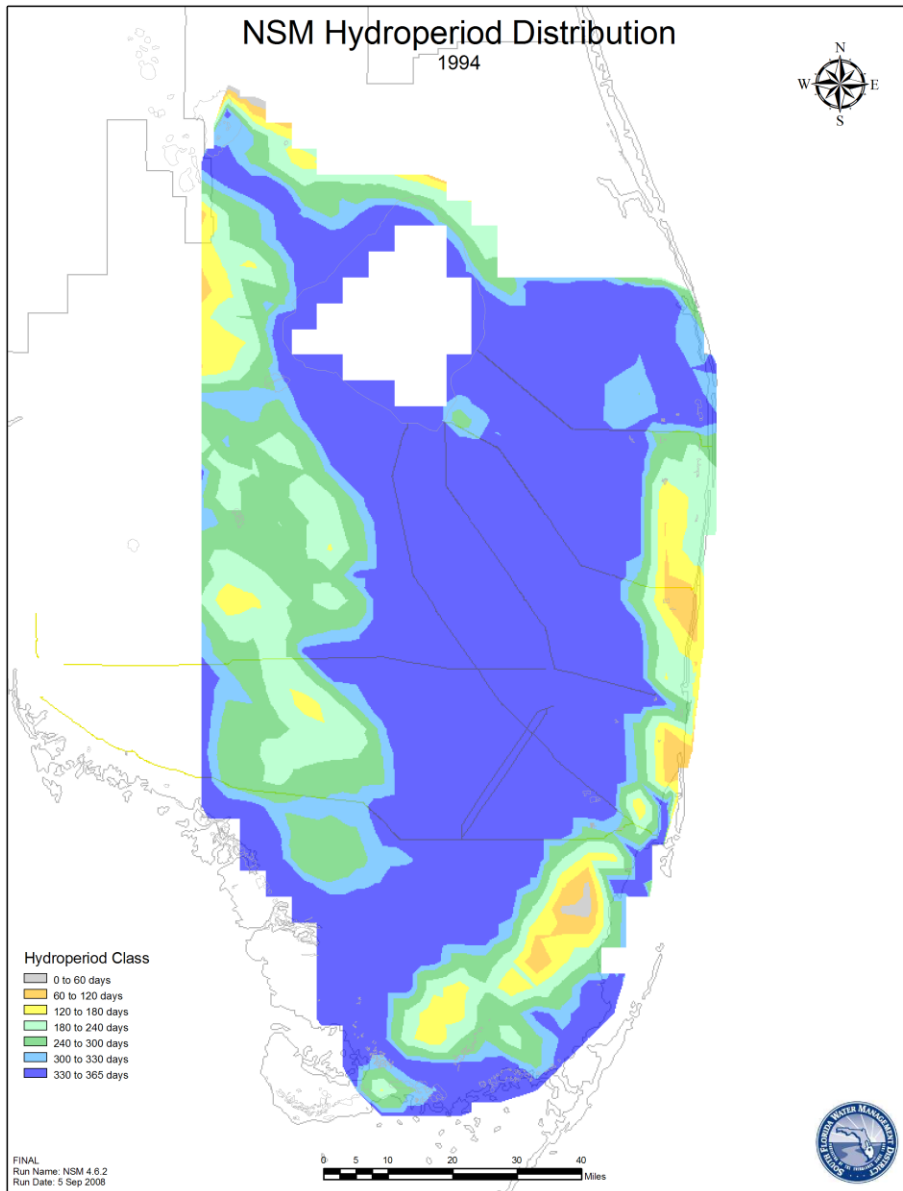 NSM Hydroperiod Distribution
1994
N
W
E
S
Hydroperiod Class
0 to 60 days
60 to 120 days
120 to 180 days
180 to 240 days
240 to 300 days
300 to 330 days
330 to 365 days
FINAL
Run Name: NSM 4.6.2
Run Date: 5 Sep 2008
0 5 10 20 30 40
Miles
SOUTH FLORIDA WATER MANAGEMENT DISTRICT